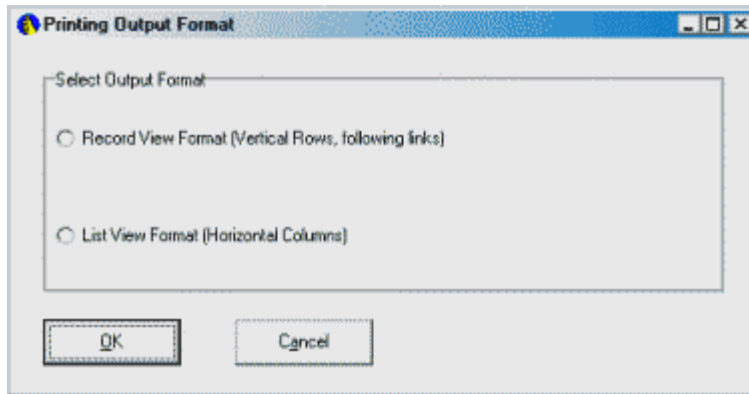 Printing Output Format
Select Output Format
Record View Format (Vertical Rows, following links)
List View Format (Horizontal Columns)
OK
Cancel